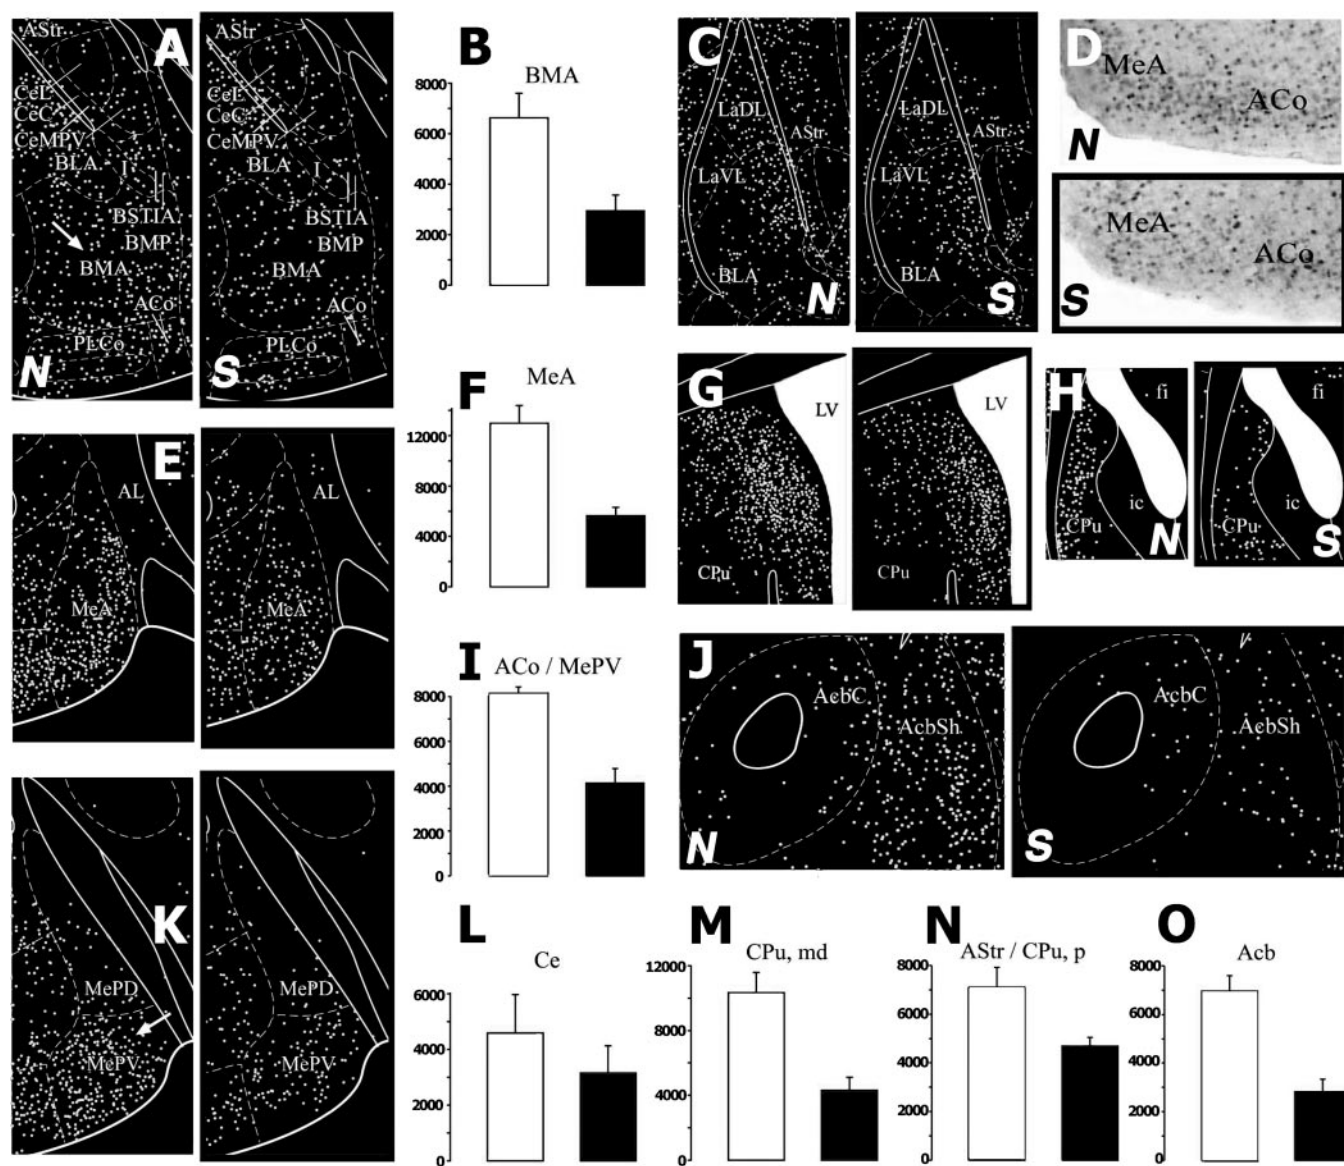 A
AStr
CeL
CeC
CeMPV
BLA
I
BSTIA
BMP
BMA
ACo
PLCo
N
AStr
CeL
CeC
CeMPV
BLA
I
BSTIA
BMP
BMA
ACo
PLCo
S
B
BMA
8000
6000
4000
2000
0
C
LaDL
AStr
LaVL
BLA
N
LaDL
AStr
LaVL
BLA
S
D
MeA
ACo
N
MeA
ACo
S
E
AL
MeA
AL
MeA
F
MeA
12000
8000
4000
0
G
LV
CPu
LV
CPu
H
fi
ic
CPu
N
fi
ic
CPu
S
I
ACo / MePV
8000
6000
4000
2000
0
J
AcbC
AcbSh
N
AcbC
AcbSh
S
K
MePD
MePV
MePD
MePV
L
Ce
6000
4000
2000
0
M
CPu, md
12000
8000
4000
0
N
AStr / CPu, p
8000
6000
4000
2000
0
O
Acb
8000
6000
4000
2000
0